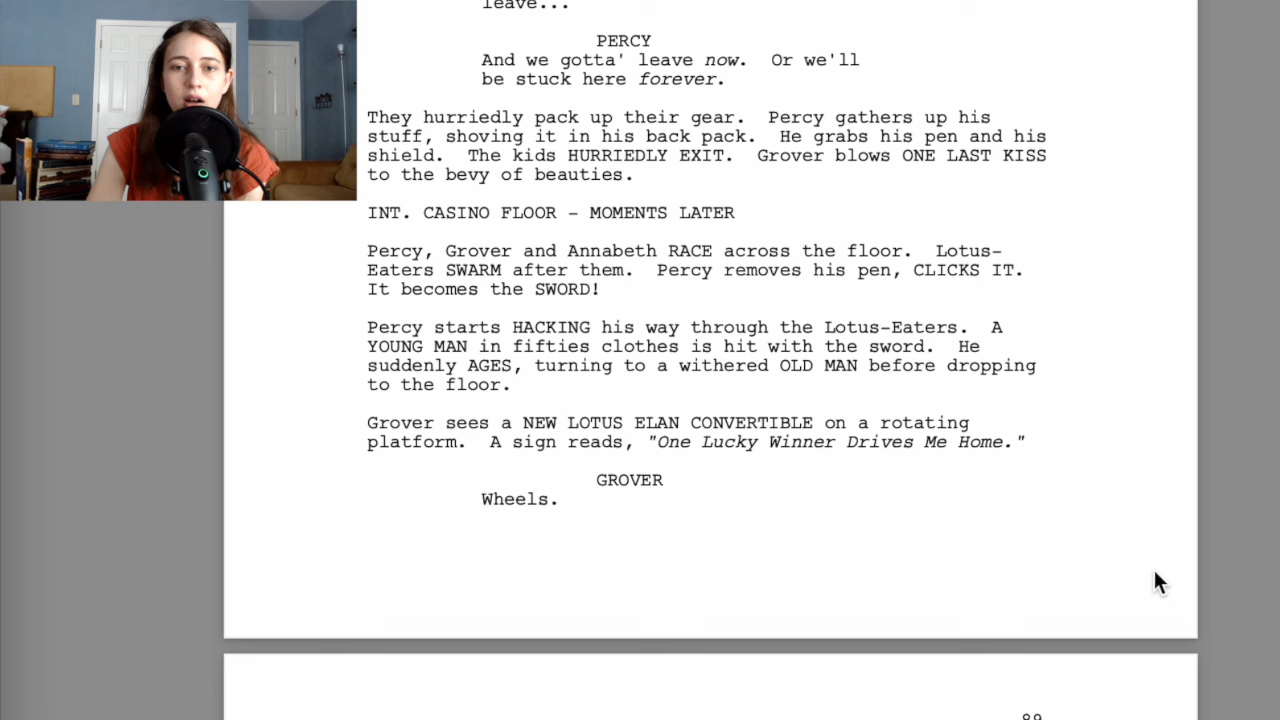 leave...
PERCY
And we gotta' leave now. Or we'll
be stuck here forever.
They hurriedly pack up their gear. Percy gathers up his
stuff, shoving it in his back pack. He grabs his pen and his
shield. The kids HURRIEDLY EXIT. Grover blows ONE LAST KISS
to the bevy of beauties.
INT. CASINO FLOOR - MOMENTS LATER
Percy, Grover and Annabeth RACE across the floor. Lotus-
Eaters SWARM after them. Percy removes his pen, CLICKS IT.
It becomes the SWORD!
Percy starts HACKING his way through the Lotus-Eaters. A
YOUNG MAN in fifties clothes is hit with the sword. He
suddenly AGES, turning to a withered OLD MAN before dropping
to the floor.
Grover sees a NEW LOTUS ELAN CONVERTIBLE on a rotating
platform. A sign reads, "One Lucky Winner Drives Me Home."
GROVER
Wheels.
89